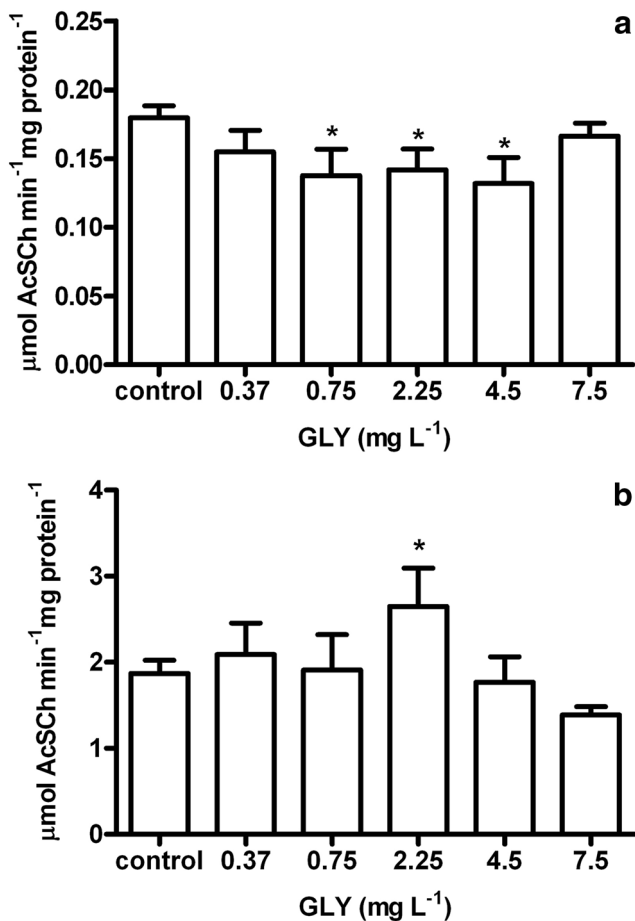 a
μmol AcSCh min⁻¹mg protein⁻¹
0.25
0.20
0.15
0.10
0.05
0.00
* * *
control 0.37 0.75 2.25 4.5 7.5
GLY (mg L⁻¹)
b
μmol AcSCh min⁻¹mg protein⁻¹
4
3
2
1
0
*
control 0.37 0.75 2.25 4.5 7.5
GLY (mg L⁻¹)